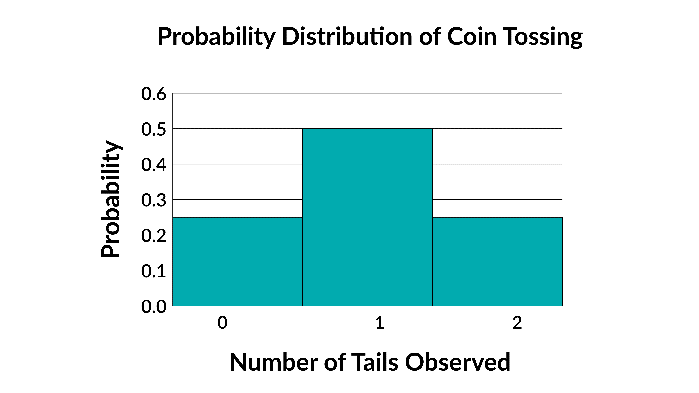 Probability Distribution of Coin Tossing
Probability
0.6
0.5
0.4
0.3
0.2
0.1
0.0
0 1 2
Number of Tails Observed